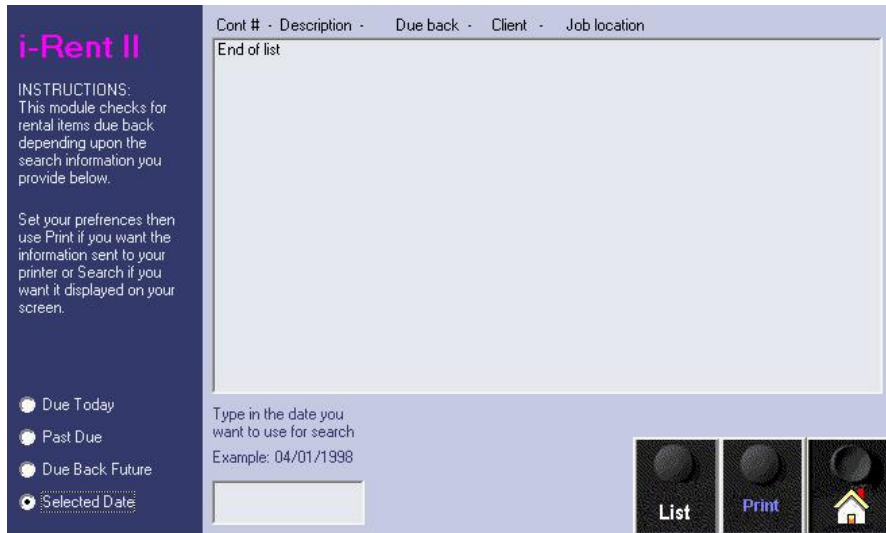 i-Rent II
INSTRUCTIONS:
This module checks for
rental items due back
depending upon the
search information you
provide below.
Set your prefrences then
use Print if you want the
information sent to your
printer or Search if you
want it displayed on your
screen.
Due Today
Past Due
Due Back Future
Selected Date
Cont # - Description - Due back - Client - Job location
End of list
Type in the date you
want to use for search
Example: 04/01/1998
List Print